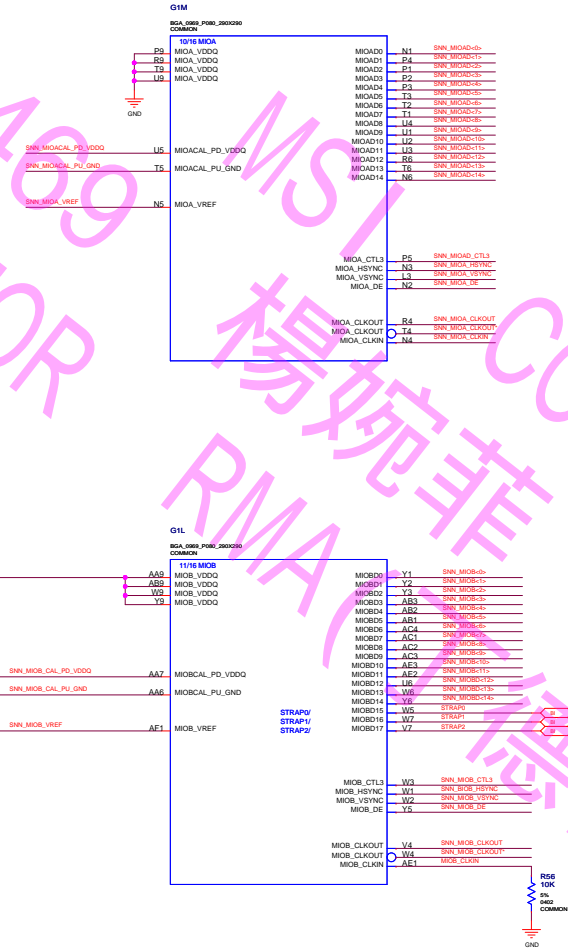 G1M
BGA_0969_P080_290X290
COMMON
10/16 MIOA
P9 MIOA_VDDQ
R9 MIOA_VDDQ
T9 MIOA_VDDQ
U9 MIOA_VDDQ
GND
SNN_MIOACAL_PD_VDDQ U5 MIOACAL_PD_VDDQ
SNN_MIOACAL_PU_GND T5 MIOACAL_PU_GND
SNN_MIOA_VREF N5 MIOA_VREF
MIOAD0 N1 SNN_MIOAD<0>
MIOAD1 P4 SNN_MIOAD<1>
MIOAD2 P1 SNN_MIOAD<2>
MIOAD3 P2 SNN_MIOAD<3>
MIOAD4 P3 SNN_MIOAD<4>
MIOAD5 T3 SNN_MIOAD<5>
MIOAD6 T2 SNN_MIOAD<6>
MIOAD7 T1 SNN_MIOAD<7>
MIOAD8 U4 SNN_MIOAD<8>
MIOAD9 U1 SNN_MIOAD<9>
MIOAD10 U2 SNN_MIOAD<10>
MIOAD11 U3 SNN_MIOAD<11>
MIOAD12 R6 SNN_MIOAD<12>
MIOAD13 T6 SNN_MIOAD<13>
MIOAD14 N6 SNN_MIOAD<14>
MIOA_CTL3 P5 SNN_MIOAD_CTL3
MIOA_HSYNC N3 SNN_MIOA_HSYNC
MIOA_VSYNC L3 SNN_MIOA_VSYNC
MIOA_DE N2 SNN_MIOA_DE
MIOA_CLKOUT R4 SNN_MIOA_CLKOUT
MIOA_CLKOUT T4 SNN_MIOA_CLKOUT*
MIOA_CLKIN N4 SNN_MIOA_CLKIN
MSI
楊婉菲
RMA(
G1L
BGA_0969_P080_290X290
COMMON
11/16 MIOB
AA9 MIOB_VDDQ
AB9 MIOB_VDDQ
W9 MIOB_VDDQ
Y9 MIOB_VDDQ
SNN_MIOB_CAL_PD_VDDQ AA7 MIOBCAL_PD_VDDQ
SNN_MIOB_CAL_PU_GND AA6 MIOBCAL_PU_GND
SNN_MIOB_VREF AF1 MIOB_VREF
STRAP0/
STRAP1/
STRAP2/
MIOBD0 Y1 SNN_MIOB<0>
MIOBD1 Y2 SNN_MIOB<1>
MIOBD2 Y3 SNN_MIOB<2>
MIOBD3 AB3 SNN_MIOB<3>
MIOBD4 AB2 SNN_MIOB<4>
MIOBD5 AB1 SNN_MIOB<5>
MIOBD6 AC4 SNN_MIOB<6>
MIOBD7 AC1 SNN_MIOB<7>
MIOBD8 AC2 SNN_MIOB<8>
MIOBD9 AC3 SNN_MIOB<9>
MIOBD10 AE3 SNN_MIOB<10>
MIOBD11 AE2 SNN_MIOB<11>
MIOBD12 U6 SNN_MIOBD<12>
MIOBD13 W6 SNN_MIOBD<13>
MIOBD14 Y6 SNN_MIOB<14>
MIOBD15 W5 STRAP0 BI
MIOBD16 W7 STRAP1 BI
MIOBD17 V7 STRAP2 BI
MIOB_CTL3 W3 SNN_MIOB_CTL3
MIOB_HSYNC W1 SNN_BIOB_HSYNC
MIOB_VSYNC W2 SNN_MIOB_VSYNC
MIOB_DE Y5 SNN_MIOB_DE
MIOB_CLKOUT V4 SNN_MIOB_CLKOUT
MIOB_CLKOUT W4 SNN_MIOB_CLKOUT*
MIOB_CLKIN AE1 MIOB_CLKIN
R56
10K
5%
0402
COMMON
GND